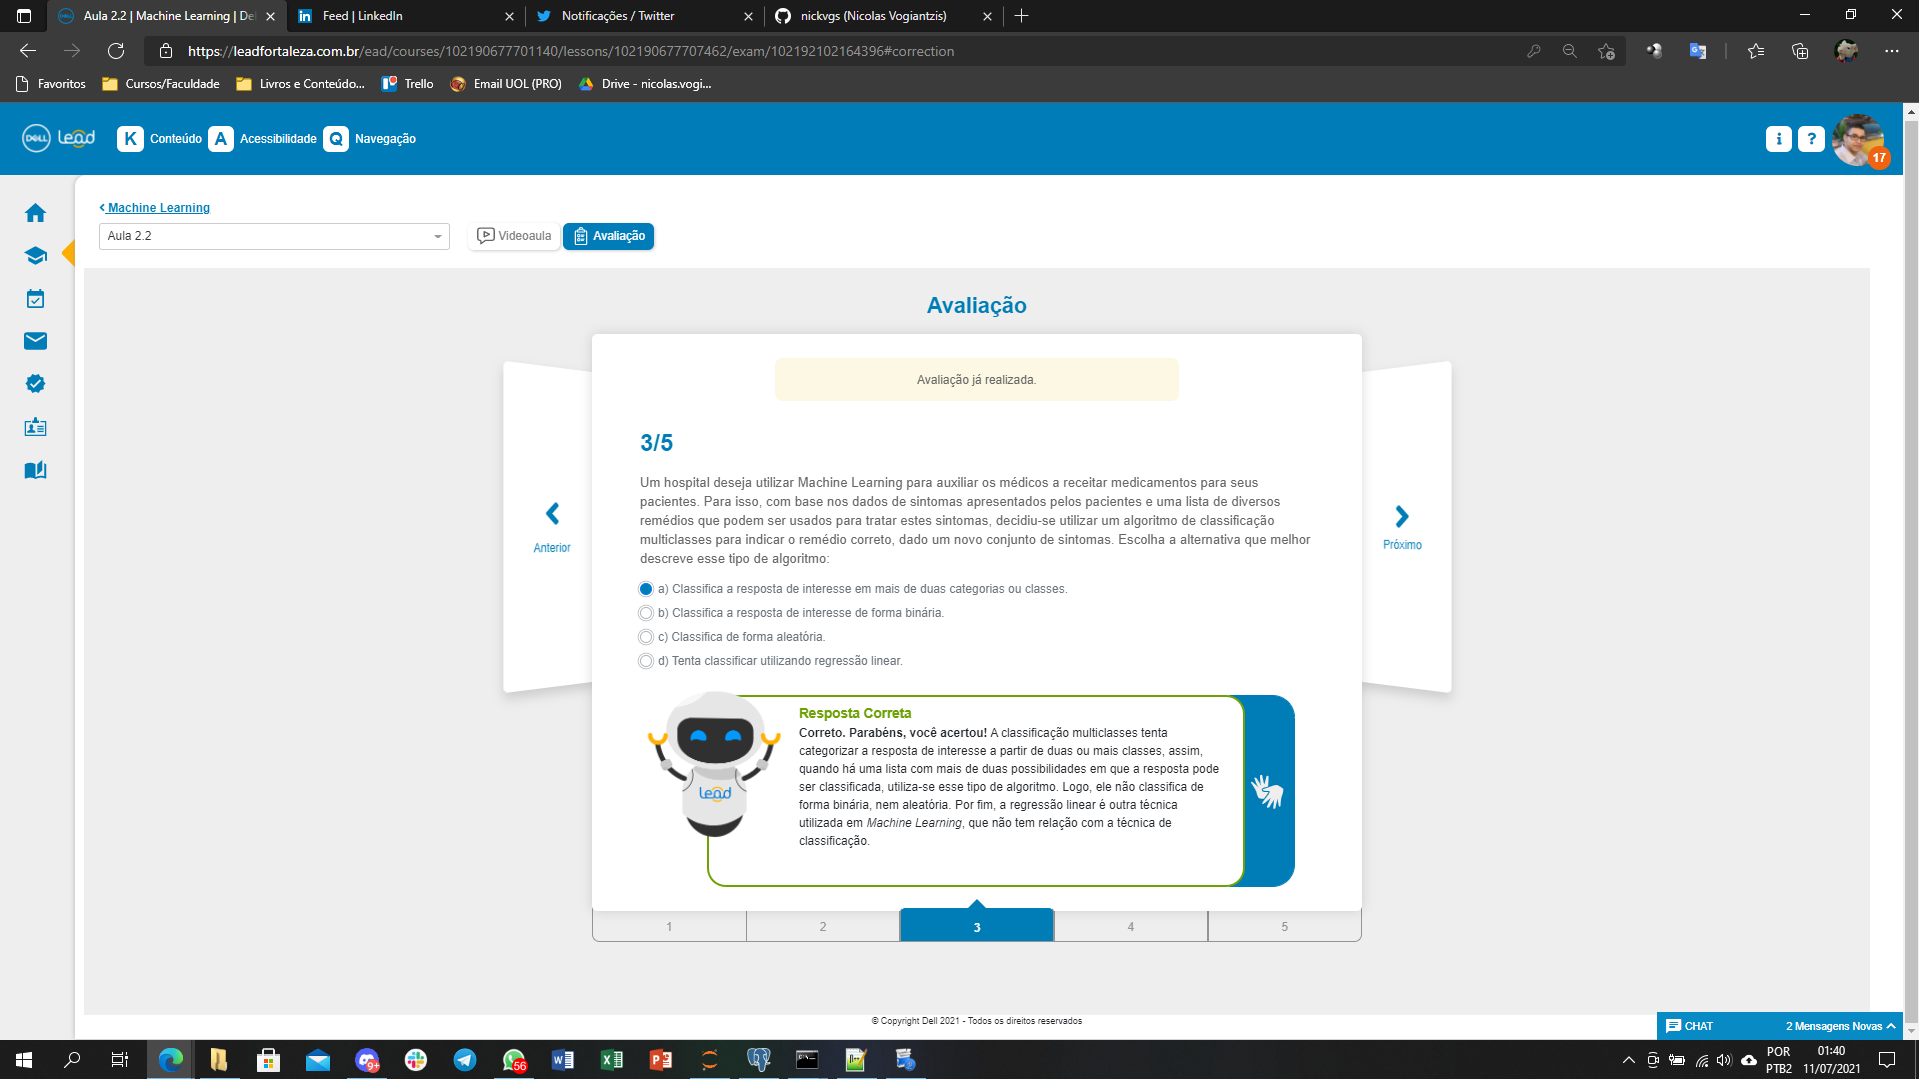 Aula 2.2 | Machine Learning | De
Feed | LinkedIn
Notificações / Twitter
nickvgs (Nicolas Vogiantzis)
https://leadfortaleza.com.br/ead/courses/102190677701140/lessons/102190677707462/exam/102192102164396#correction
Favoritos
Cursos/Faculdade
Livros e Conteúdo...
Trello
Email UOL (PRO)
Drive - nicolas.vogi...
DELL
Lead
K Conteúdo A Acessibilidade Q Navegação
i ?
17
Machine Learning
Aula 2.2
Videoaula
Avaliação
Avaliação
Avaliação já realizada.
3/5
Um hospital deseja utilizar Machine Learning para auxiliar os médicos a receitar medicamentos para seus
pacientes. Para isso, com base nos dados de sintomas apresentados pelos pacientes e uma lista de diversos
remédios que podem ser usados para tratar estes sintomas, decidiu-se utilizar um algoritmo de classificação
multiclasses para indicar o remédio correto, dado um novo conjunto de sintomas. Escolha a alternativa que melhor
descreve esse tipo de algoritmo:
Anterior
Próximo
a) Classifica a resposta de interesse em mais de duas categorias ou classes.
b) Classifica a resposta de interesse de forma binária.
c) Classifica de forma aleatória.
d) Tenta classificar utilizando regressão linear.
Lead
Resposta Correta
Correto. Parabéns, você acertou! A classificação multiclasses tenta
categorizar a resposta de interesse a partir de duas ou mais classes, assim,
quando há uma lista com mais de duas possibilidades em que a resposta pode
ser classificada, utiliza-se esse tipo de algoritmo. Logo, ele não classifica de
forma binária, nem aleatória. Por fim, a regressão linear é outra técnica
utilizada em Machine Learning, que não tem relação com a técnica de
classificação.
1 2 3 4 5
© Copyright Dell 2021 - Todos os direitos reservados
CHAT
2 Mensagens Novas
9+
56
POR
PTB2
01:40
11/07/2021